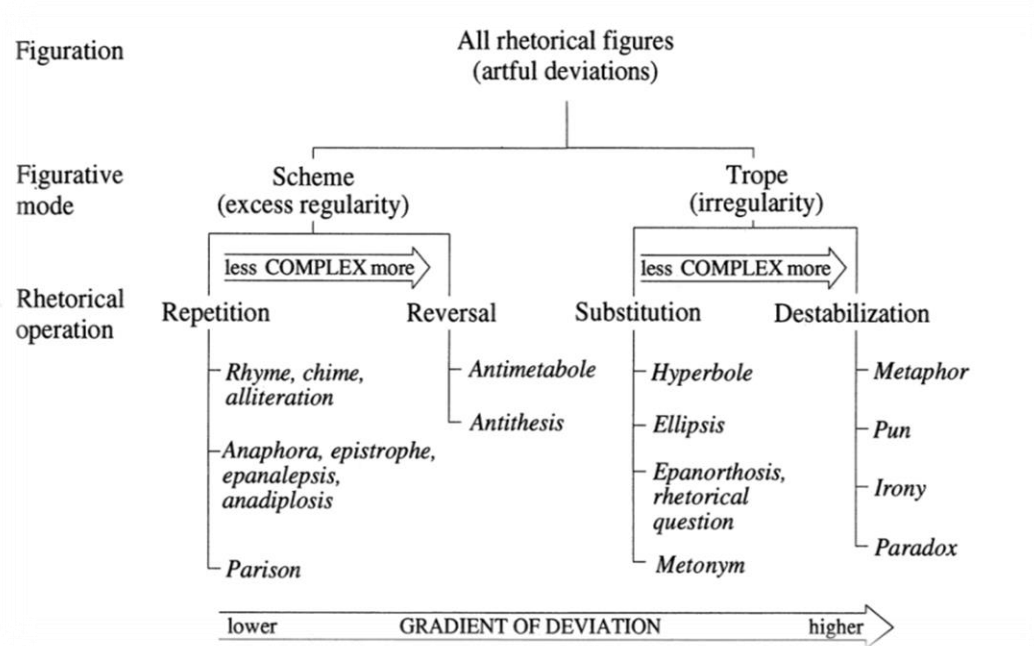 Figuration
All rhetorical figures
(artful deviations)
Figurative
mode
Scheme
(excess regularity)
Trope
(irregularity)
less COMPLEX more
less COMPLEX more
Rhetorical
operation
Repetition
Reversal
Substitution
Destabilization
Rhyme, chime,
alliteration
Anaphora, epistrophe,
epanalepsis,
anadiplosis
Parison
Antimetabole
Antithesis
Hyperbole
Ellipsis
Epanorthosis,
rhetorical
question
Metonym
Metaphor
Pun
Irony
Paradox
lower GRADIENT OF DEVIATION higher